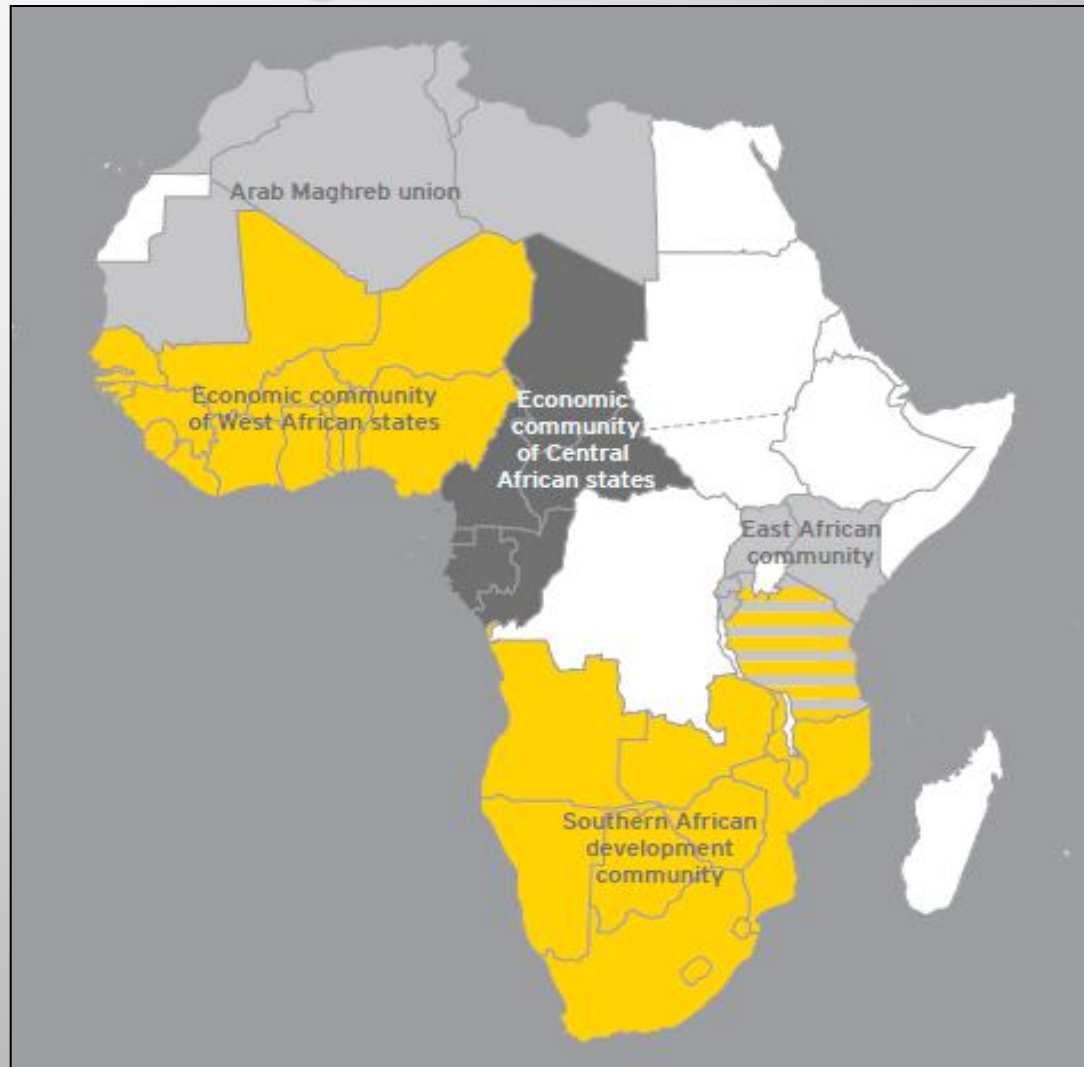 Arab Maghreb union
Economic community
of West African states
Economic
community
of Central
African states
East African
community
Southern African
development
community